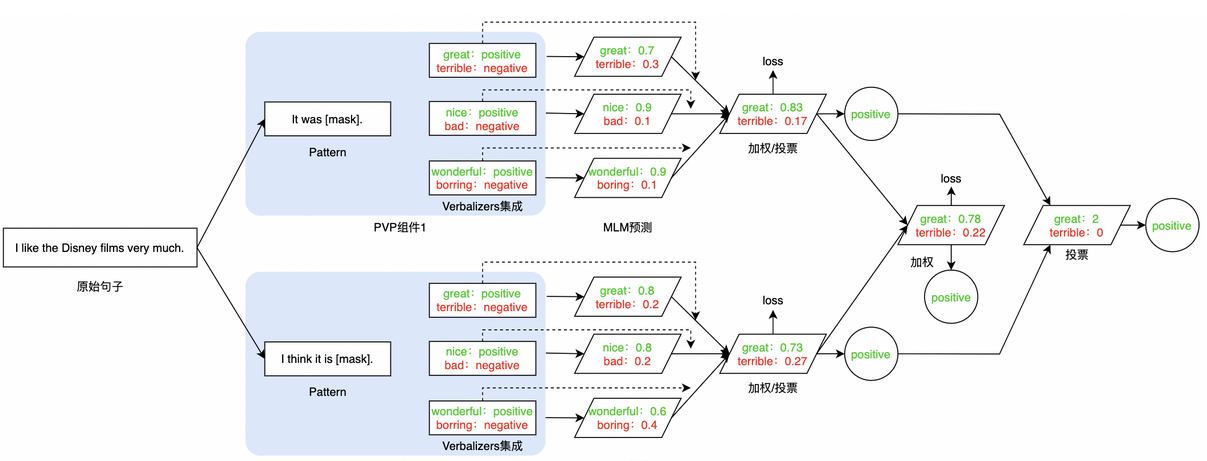 I like the Disney films very much.
原始句子
It was [mask].
Pattern
great：positive
terrible：negative
nice：positive
bad：negative
wonderful：positive
borring：negative
Verbalizers集成
PVP组件1
great：0.7
terrible：0.3
nice：0.9
bad：0.1
wonderful：0.9
boring：0.1
MLM预测
loss
great：0.83
terrible：0.17
加权/投票
positive
I think it is [mask].
Pattern
great：positive
terrible：negative
nice：positive
bad：negative
wonderful：positive
borring：negative
Verbalizers集成
great：0.8
terrible：0.2
nice：0.8
bad：0.2
wonderful：0.6
boring：0.4
loss
great：0.73
terrible：0.27
加权/投票
positive
loss
great：0.78
terrible：0.22
加权
positive
great：2
terrible：0
投票
positive